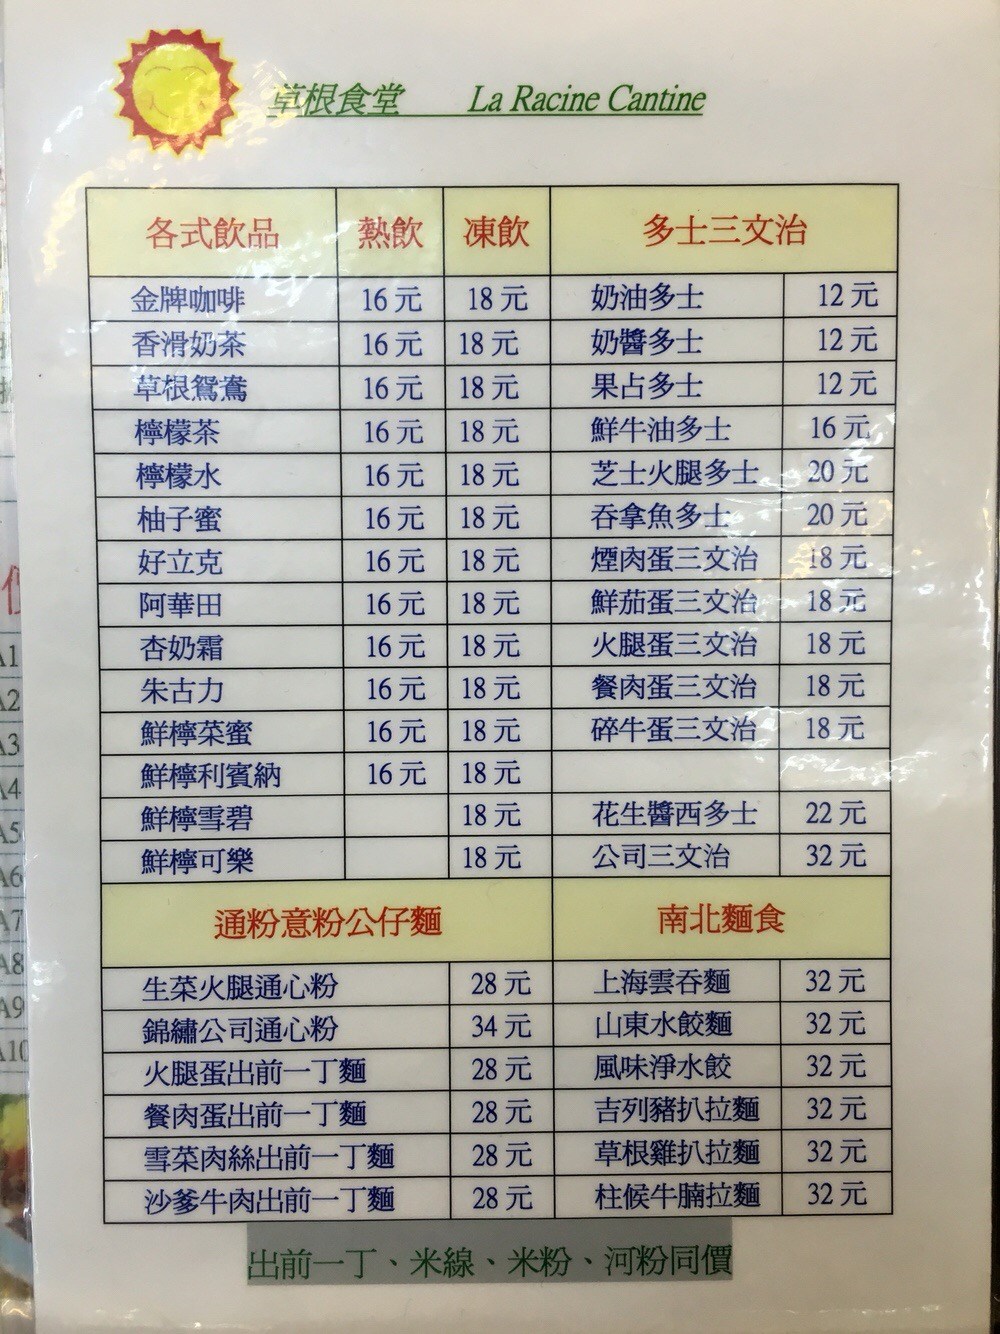 草根食堂 La Racine Cantine
各式飲品 熱飲 凍飲 多士三文治
金牌咖啡 16元 18元 奶油多士 12元
香滑奶茶 16元 18元 奶醬多士 12元
草根鴛鴦 16元 18元 果占多士 12元
檸檬茶 16元 18元 鮮牛油多士 16元
檸檬水 16元 18元 芝士火腿多士 20元
柚子蜜 16元 18元 吞拿魚多士 20元
好立克 16元 18元 煙肉蛋三文治 18元
阿華田 16元 18元 鮮茄蛋三文治 18元
杏奶霜 16元 18元 火腿蛋三文治 18元
朱古力 16元 18元 餐肉蛋三文治 18元
鮮檸菜蜜 16元 18元 碎牛蛋三文治 18元
鮮檸利賓納 16元 18元
鮮檸雪碧 18元 花生醬西多士 22元
鮮檸可樂 18元 公司三文治 32元
通粉意粉公仔麵 南北麵食
生菜火腿通心粉 28元 上海雲吞麵 32元
錦繡公司通心粉 34元 山東水餃麵 32元
火腿蛋出前一丁麵 28元 風味淨水餃 32元
餐肉蛋出前一丁麵 28元 吉列豬扒拉麵 32元
雪菜肉絲出前一丁麵 28元 草根雞扒拉麵 32元
沙爹牛肉出前一丁麵 28元 柱候牛腩拉麵 32元
出前一丁、米線、米粉、河粉同價
A1
A2
A3
A4
A5
A6
A7
A8
A9
A10